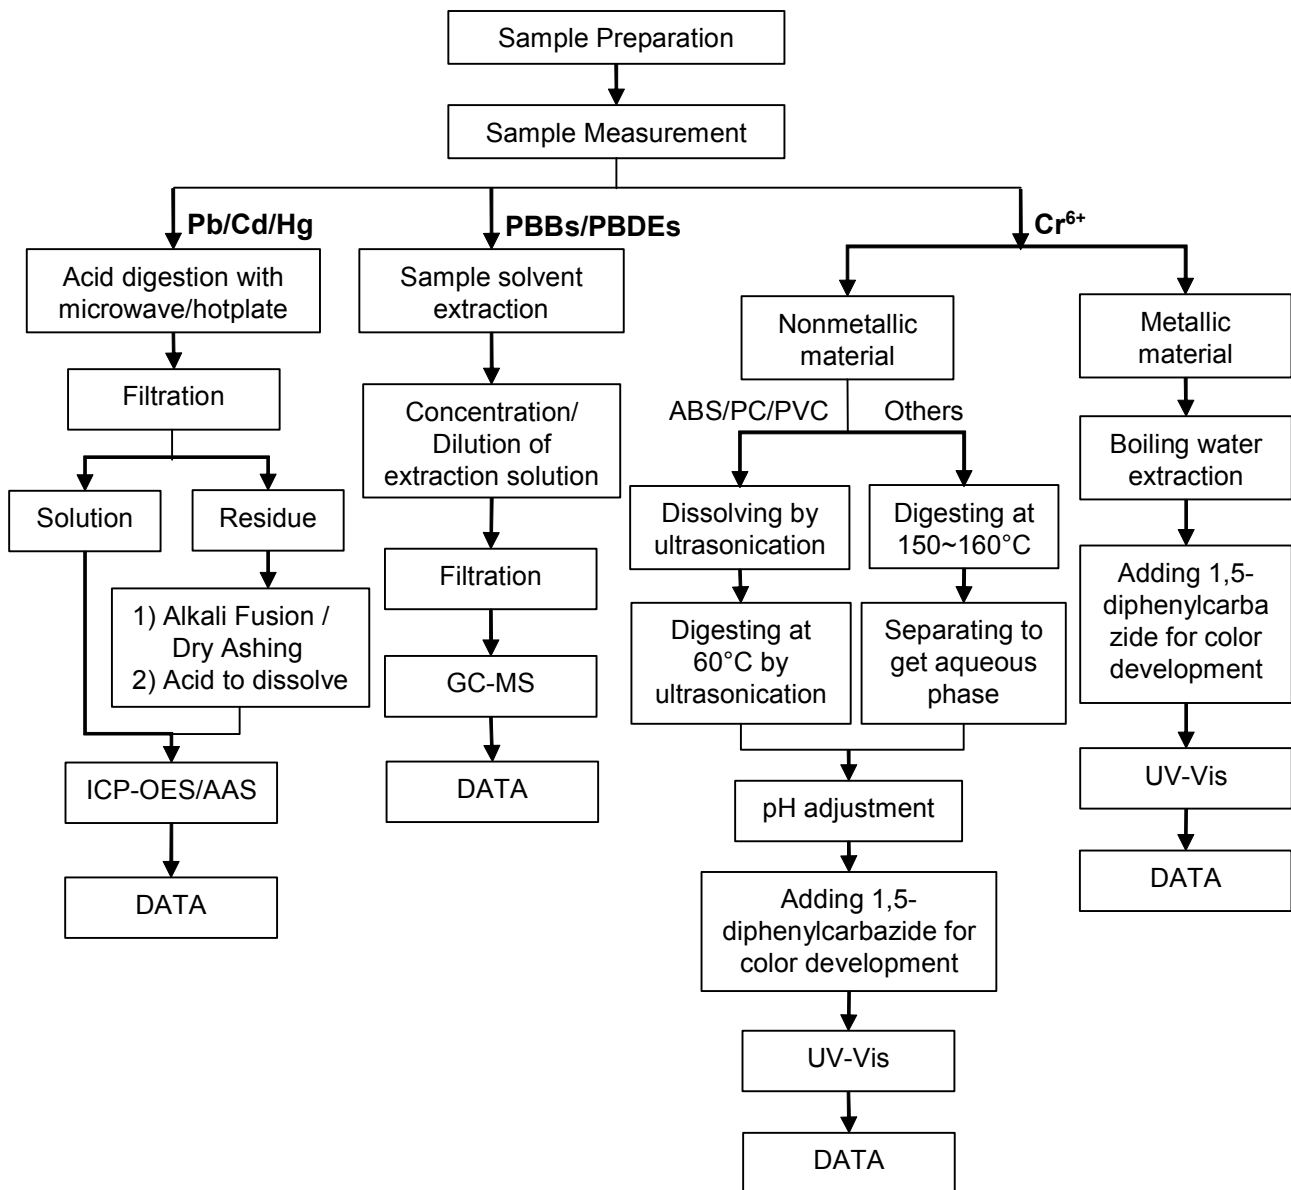 Sample Preparation
Sample Measurement
Pb/Cd/Hg
PBBs/PBDEs
Cr⁶⁺
Acid digestion with
microwave/hotplate
Filtration
Solution
Residue
1) Alkali Fusion /
Dry Ashing
2) Acid to dissolve
ICP-OES/AAS
DATA
Sample solvent
extraction
Concentration/
Dilution of
extraction solution
Filtration
GC-MS
DATA
Nonmetallic
material
ABS/PC/PVC
Others
Dissolving by
ultrasonication
Digesting at
60°C by
ultrasonication
Digesting at
150~160°C
Separating to
get aqueous
phase
pH adjustment
Adding 1,5-
diphenylcarbazide for
color development
UV-Vis
DATA
Metallic
material
Boiling water
extraction
Adding 1,5-
diphenylcarba
zide for color
development
UV-Vis
DATA